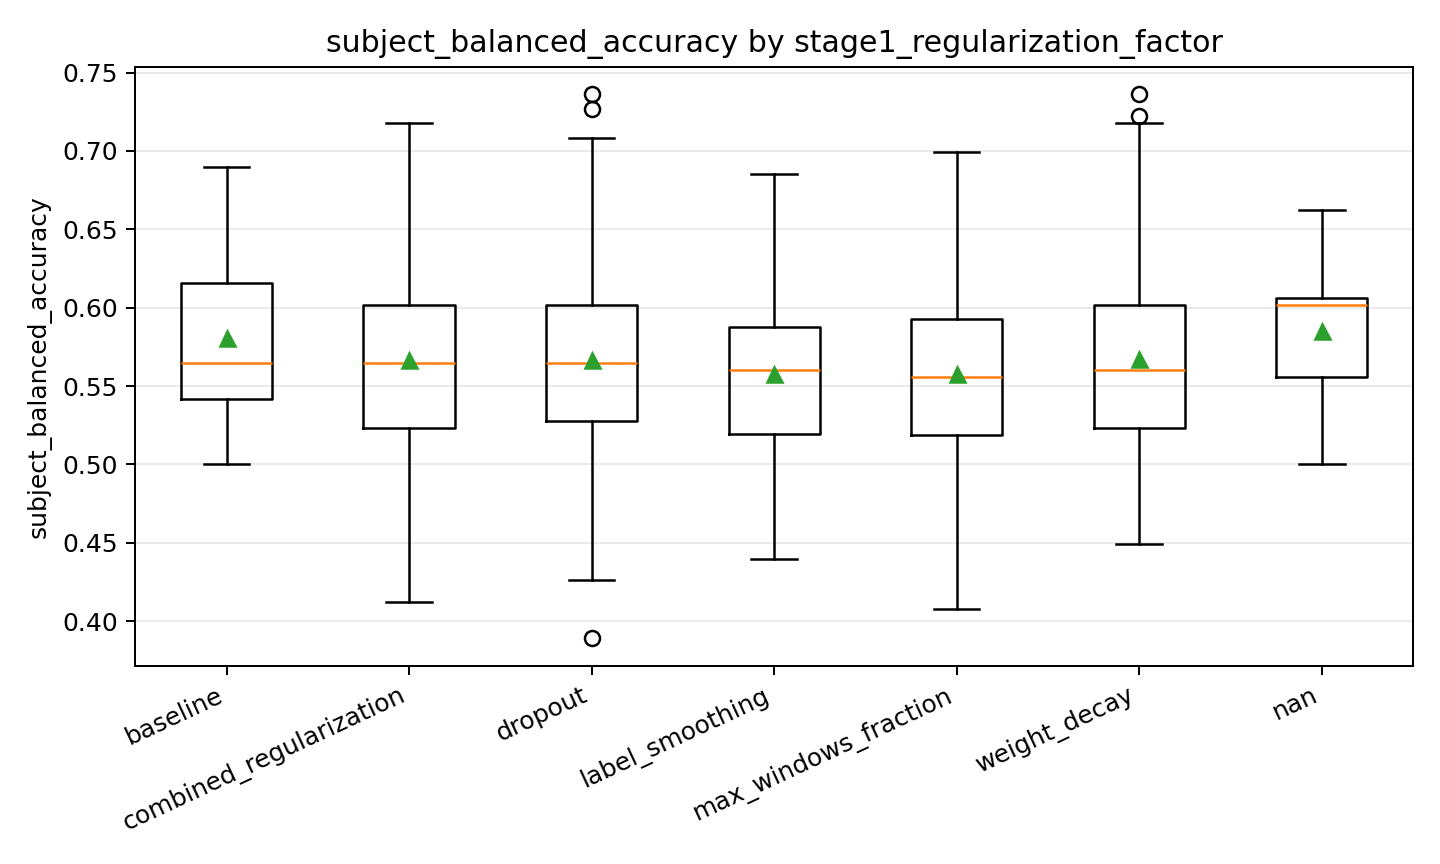 subject_balanced_accuracy by stage1_regularization_factor
subject_balanced_accuracy
0.75
0.70
0.65
0.60
0.55
0.50
0.45
0.40
baseline
combined_regularization
dropout
label_smoothing
max_windows_fraction
weight_decay
nan